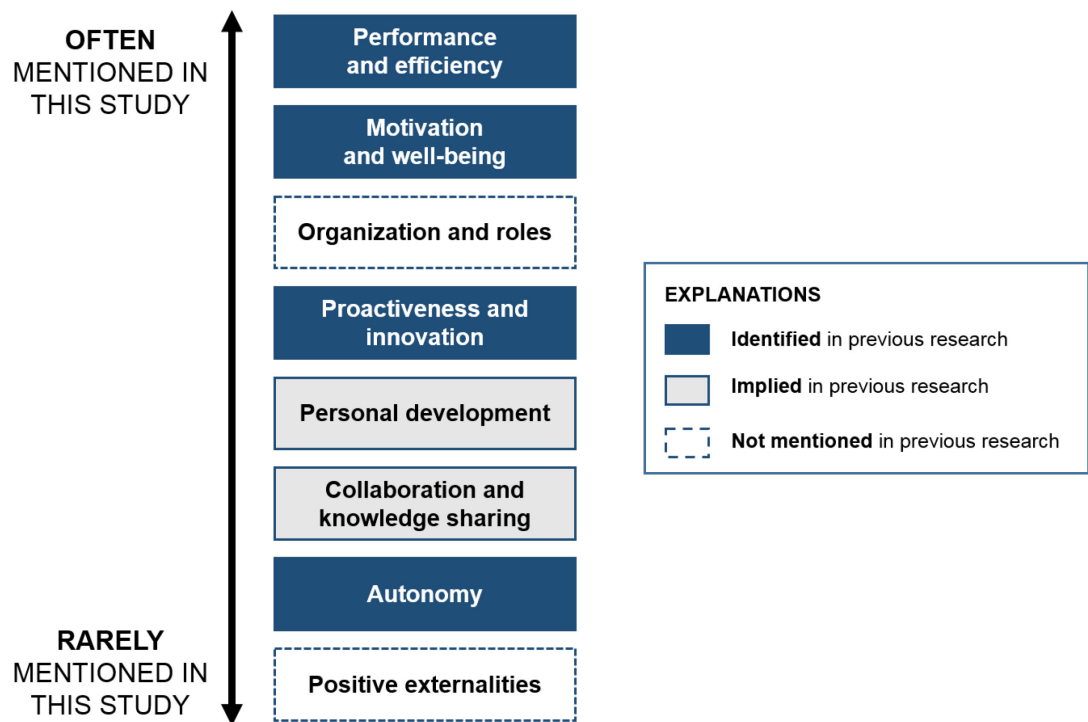 OFTEN
MENTIONED IN
THIS STUDY
Performance
and efficiency
Motivation
and well-being
Organization and roles
Proactiveness and
innovation
Personal development
Collaboration and
knowledge sharing
Autonomy
Positive externalities
RARELY
MENTIONED IN
THIS STUDY
EXPLANATIONS
Identified in previous research
Implied in previous research
Not mentioned in previous research